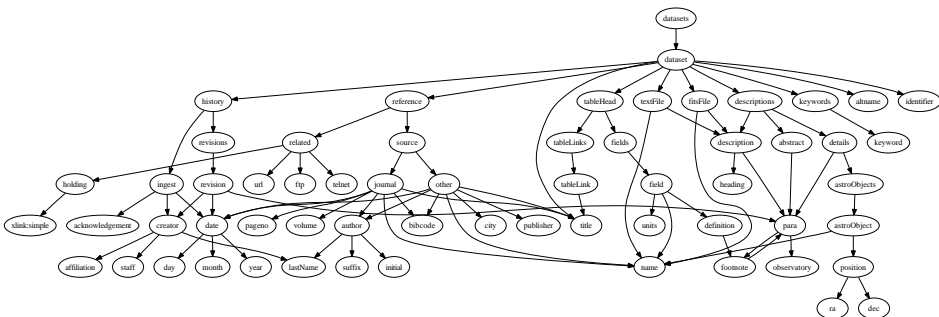 datasets
dataset
history
reference
tableHead
textFile
fitsFile
descriptions
keywords
altname
identifier
revisions
related
source
tableLinks
fields
description
abstract
details
keyword
holding
ingest
revision
url
ftp
telnet
journal
other
tableLink
field
heading
astroObjects
xlink:simple
acknowledgement
creator
date
pageno
volume
author
bibcode
city
publisher
title
units
definition
para
astroObject
affiliation
staff
day
month
year
lastName
suffix
initial
name
footnote
observatory
position
ra
dec